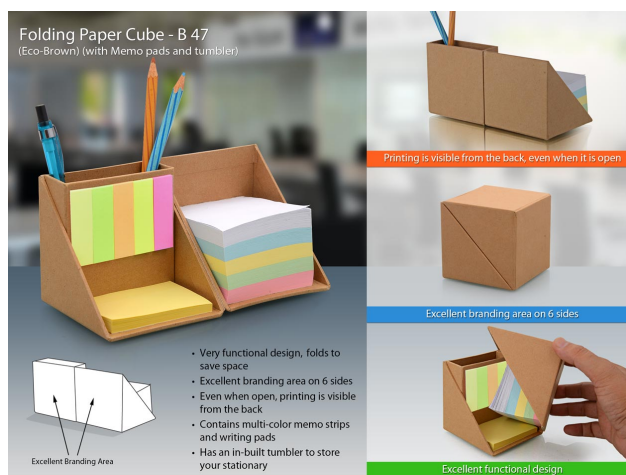 Folding Paper Cube - B 47
(Eco-Brown) (with Memo pads and tumbler)
Printing is visible from the back, even when it is open
Excellent branding area on 6 sides
• Very functional design, folds to
save space
• Excellent branding area on 6 sides
• Even when open, printing is visible
from the back
• Contains multi-color memo strips
and writing pads
• Has an in-built tumbler to store
your stationary
Excellent Branding Area
Excellent functional design